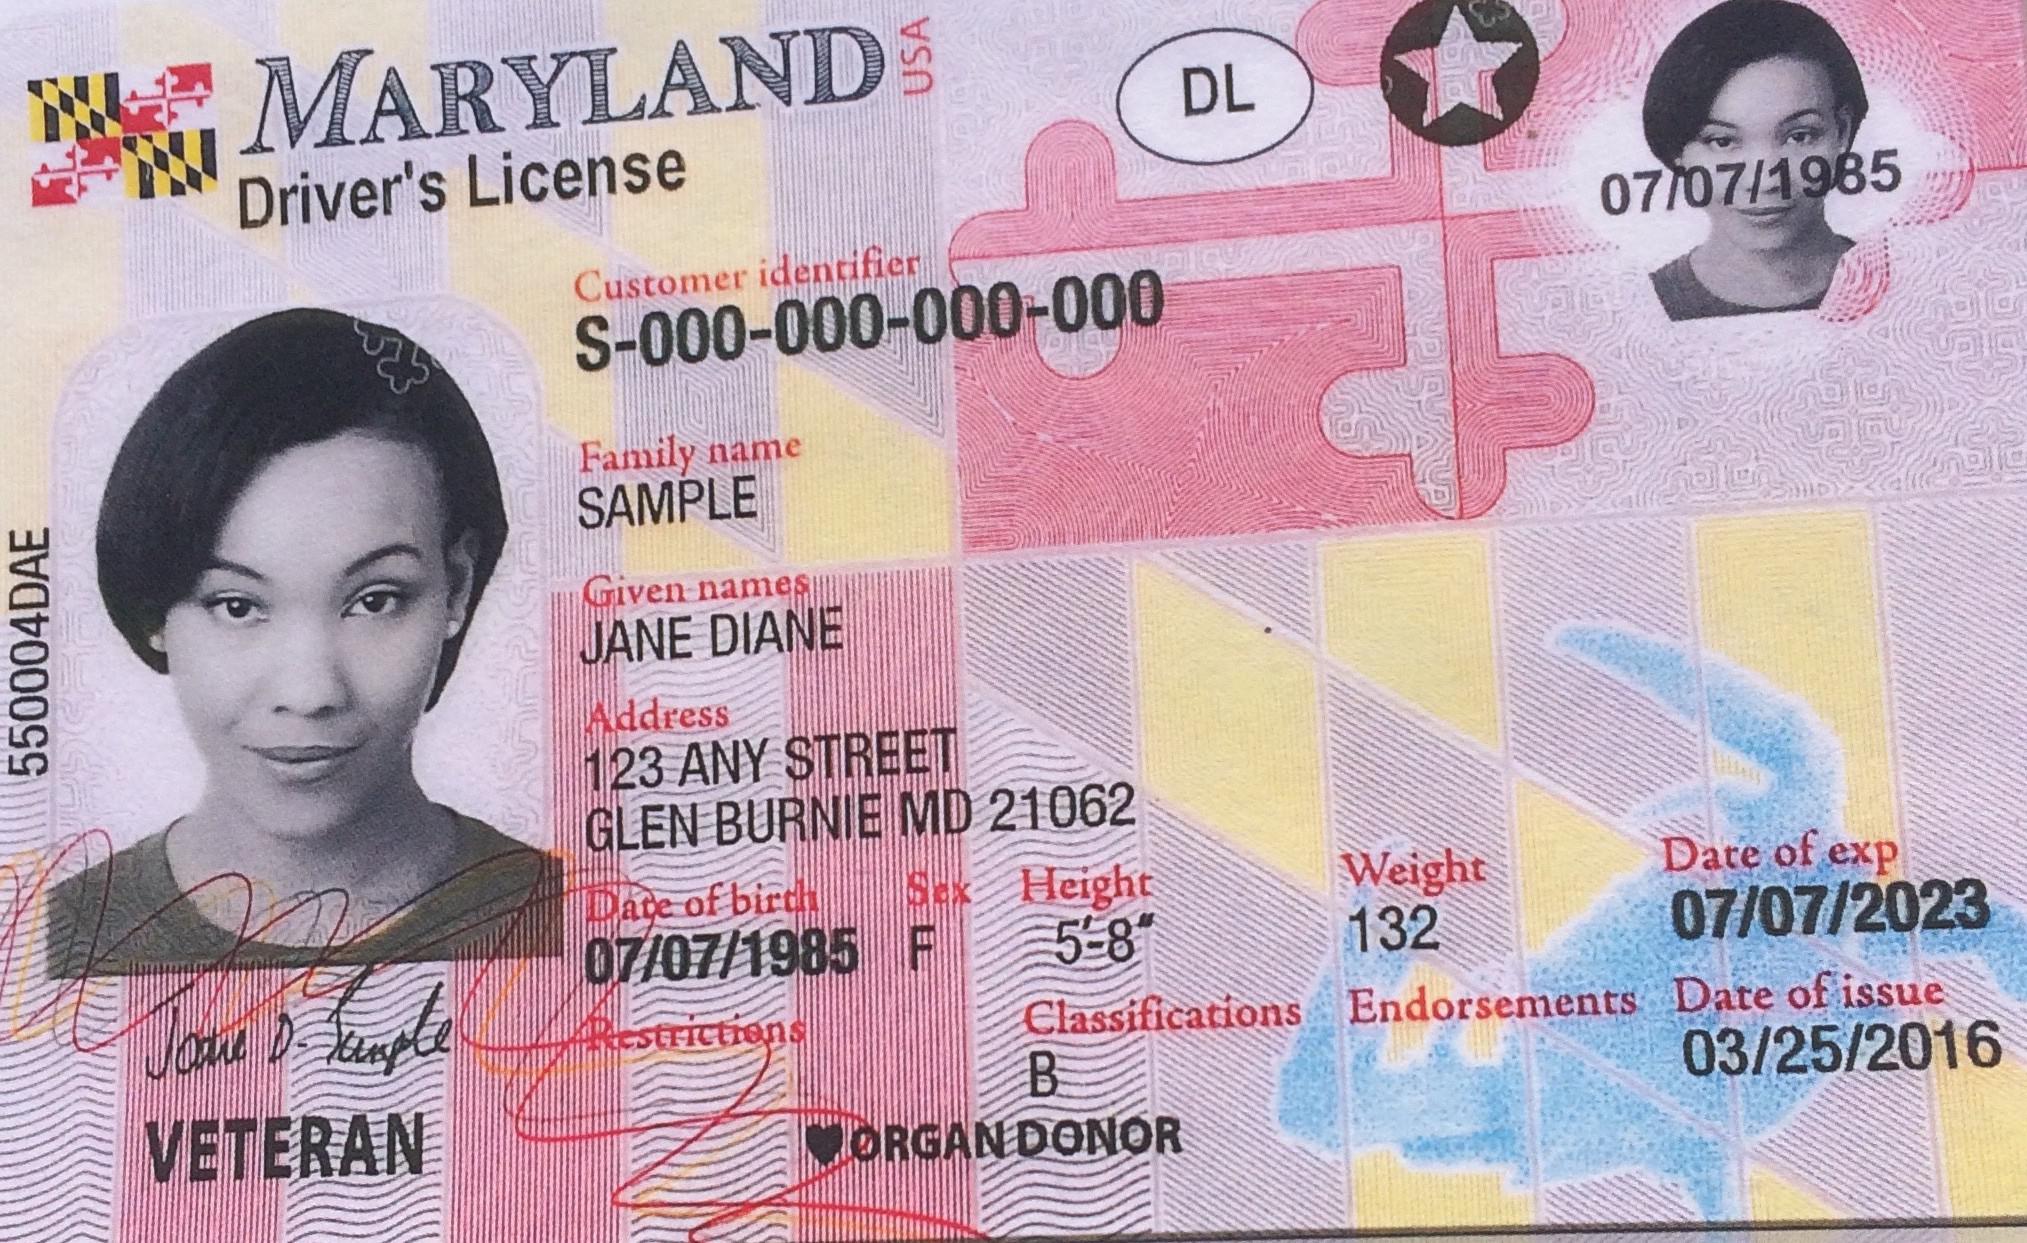 MARYLAND USA
Driver's License
DL
07/07/1985
Customer identifier
S-000-000-000-000
Family name
SAMPLE
Given names
JANE DIANE
Address
123 ANY STREET
GLEN BURNIE MD 21062
Date of birth Sex Height Weight Date of exp
07/07/1985 F 5'-8" 132 07/07/2023
Restrictions Classifications Endorsements Date of issue
B 03/25/2016
Jane D. Sample
VETERAN
ORGAN DONOR
550004DAE